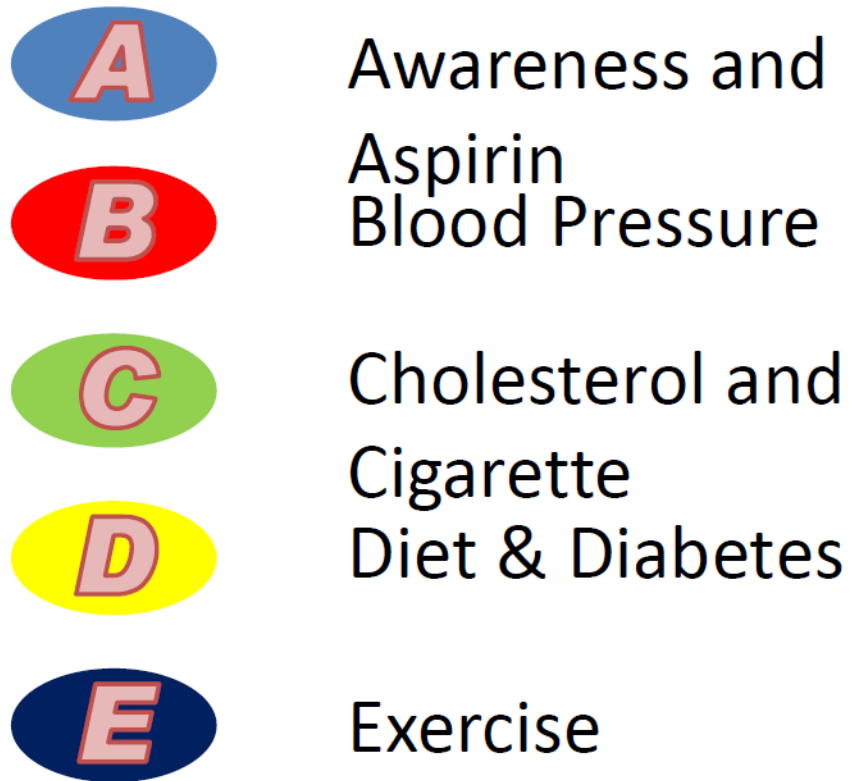 A Awareness and
Aspirin
B Blood Pressure
C Cholesterol and
Cigarette
D Diet & Diabetes
E Exercise